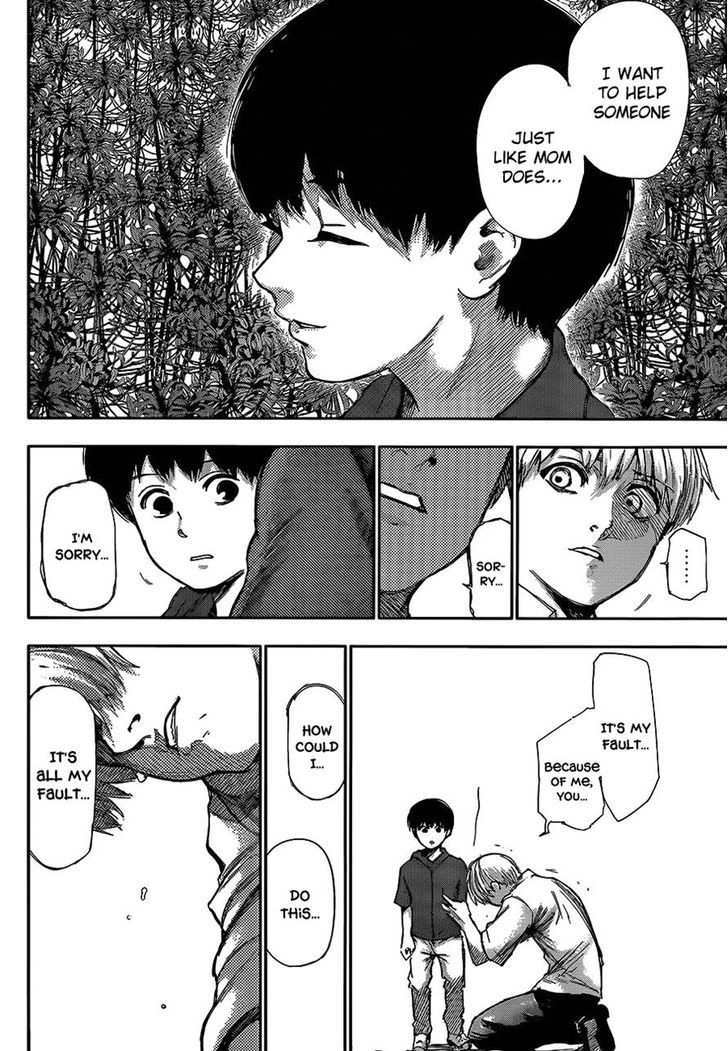 I WANT
TO HELP
SOMEONE
JUST
LIKE MOM
DOES...
.....
SOR-
RY...
I'M
SORRY...
IT'S MY
FAULT...
BECAUSE
OF ME,
YOU...
HOW
COULD
I...
DO
THIS...
IT'S
ALL MY
FAULT...